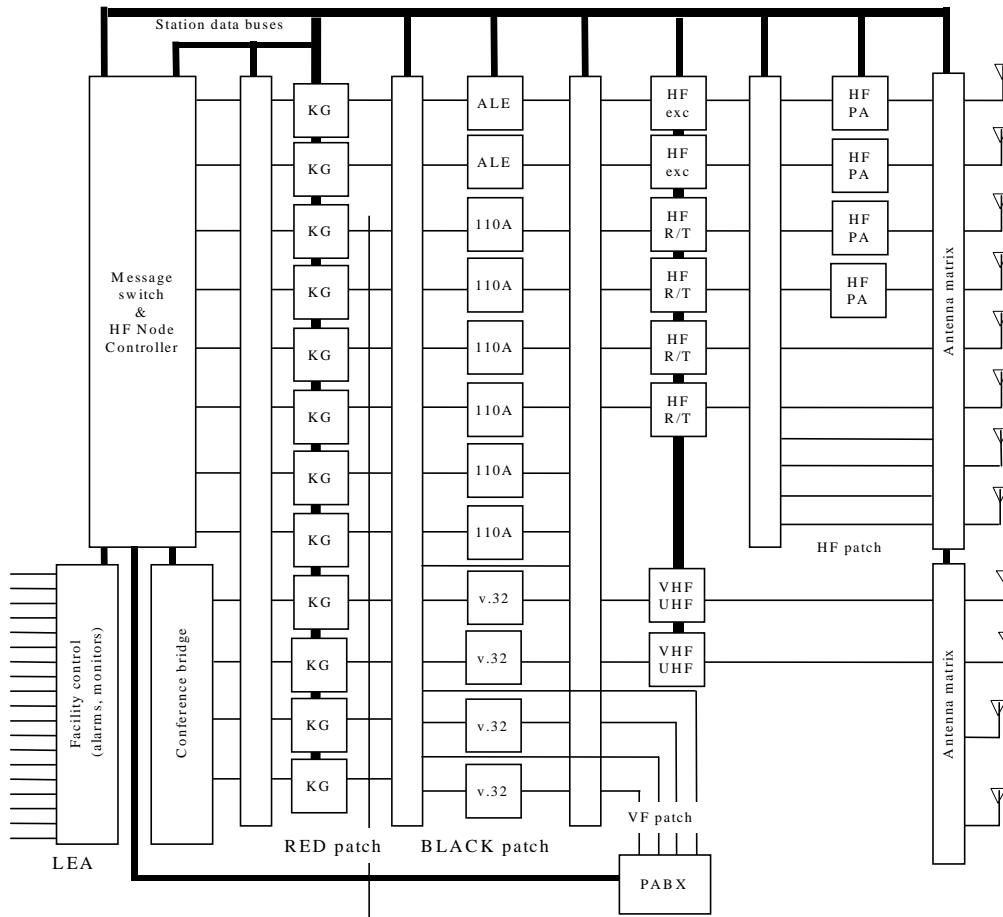 Station data buses
KG
ALE
HF
exc
HF
PA
KG
ALE
HF
exc
HF
PA
KG
110A
HF
R/T
HF
PA
Message
switch
&
HF Node
Controller
KG
110A
HF
R/T
HF
PA
Antenna matrix
KG
110A
HF
R/T
KG
110A
HF
R/T
KG
110A
KG
110A
HF patch
KG
v.32
VHF
UHF
Facility control
(alarms, monitors)
Conference bridge
KG
v.32
VHF
UHF
Antenna matrix
KG
v.32
KG
v.32
VF patch
LEA
RED patch
BLACK patch
PABX